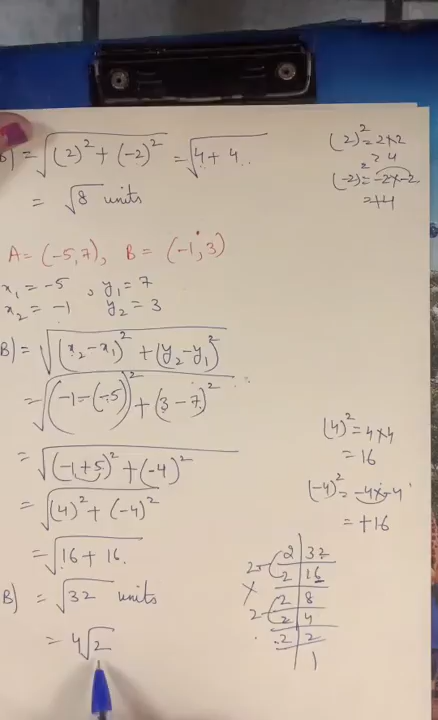 B) = √(2)² + (-2)² = √4 + 4
= √8 units
(2)² = 2×2
= 4
(-2)² = -2×-2
= +4
A = (-5, 7), B = (-1, 3)
x₁ = -5 , y₁ = 7
x₂ = -1 y₂ = 3
B) = √(x₂ - x₁)² + (y₂ - y₁)²
= √(-1 - (-5))² + (3 - 7)²
= √(-1 + 5)² + (-4)²
= √(4)² + (-4)²
= √16 + 16
B) = √32 units
= 4√2
(4)² = 4×4
= 16
(-4)² = -4×-4
= +16
2 | 32
2 2 | 16
× 2 | 8
2 2 | 4
2 | 2
| 1